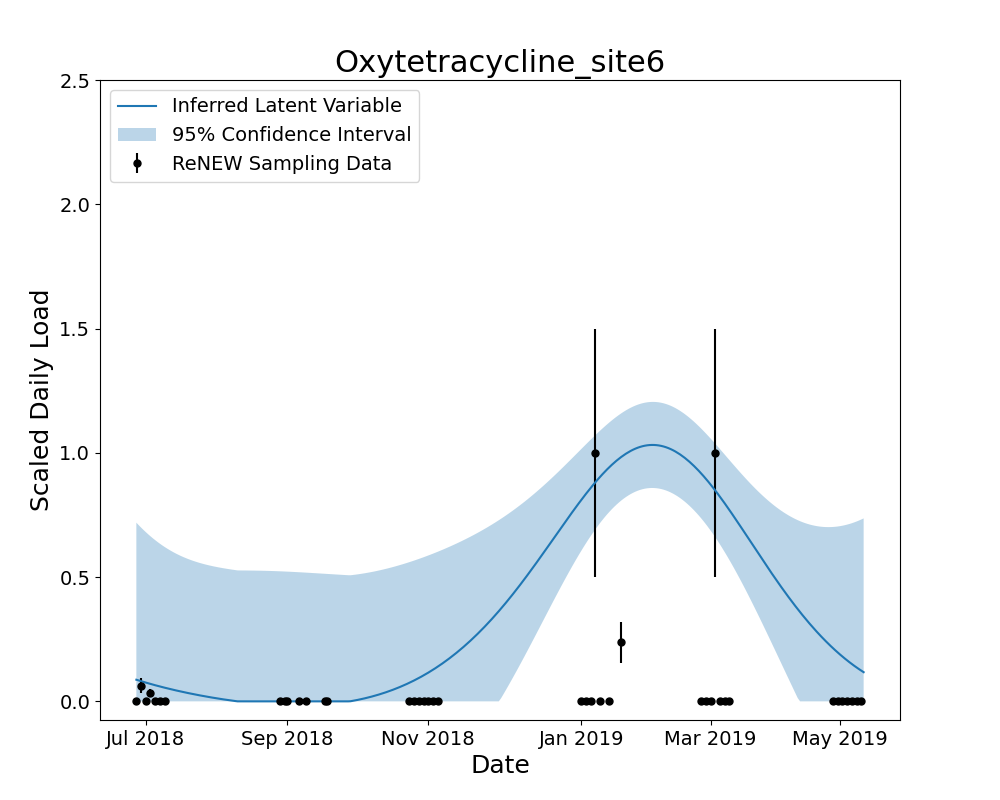 Oxytetracycline_site6
Inferred Latent Variable
95% Confidence Interval
ReNEW Sampling Data
Scaled Daily Load
2.5
2.0
1.5
1.0
0.5
0.0
Jul 2018 Sep 2018 Nov 2018 Jan 2019 Mar 2019 May 2019
Date